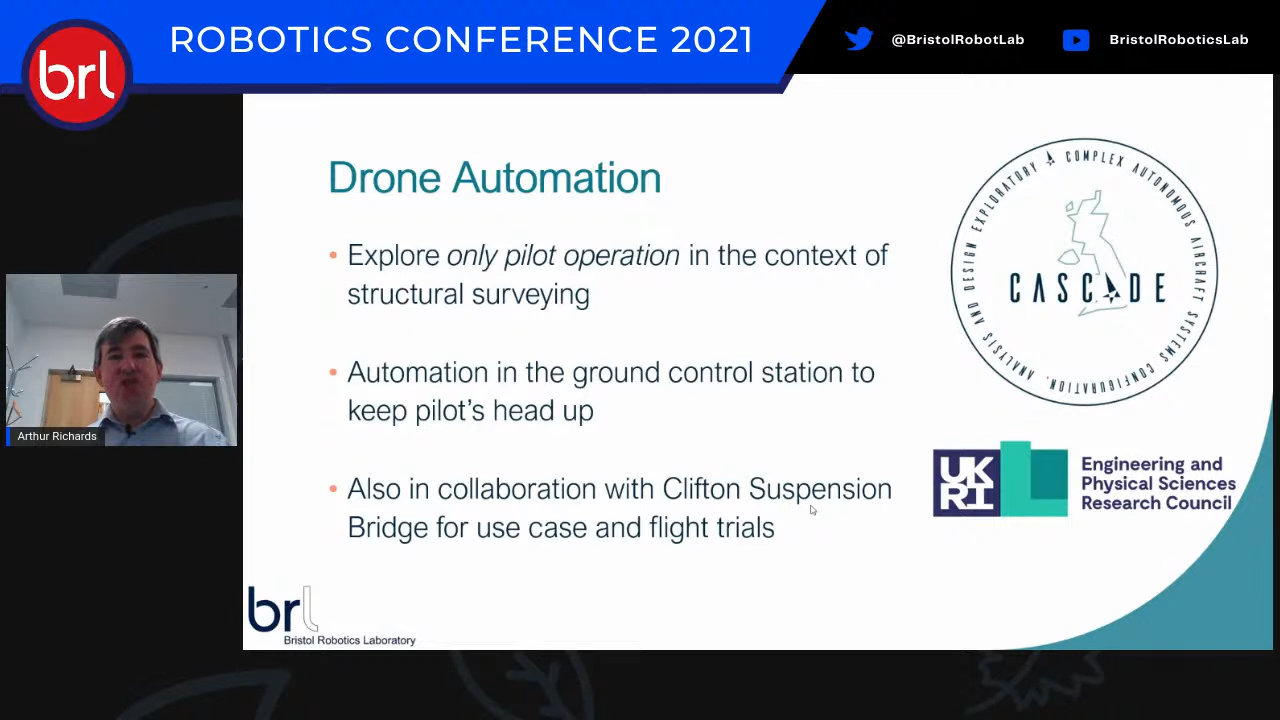 brl
ROBOTICS CONFERENCE 2021
@BristolRobotLab
BristolRoboticsLab
Drone Automation
• Explore only pilot operation in the context of
structural surveying
• Automation in the ground control station to
keep pilot's head up
• Also in collaboration with Clifton Suspension
Bridge for use case and flight trials
COMPLEX AUTONOMOUS AIRCRAFT SYSTEMS CONFIGURATION, ANALYSIS AND DESIGN EXPLORATORY
CASCADE
UKRI
Engineering and
Physical Sciences
Research Council
Arthur Richards
brl
Bristol Robotics Laboratory